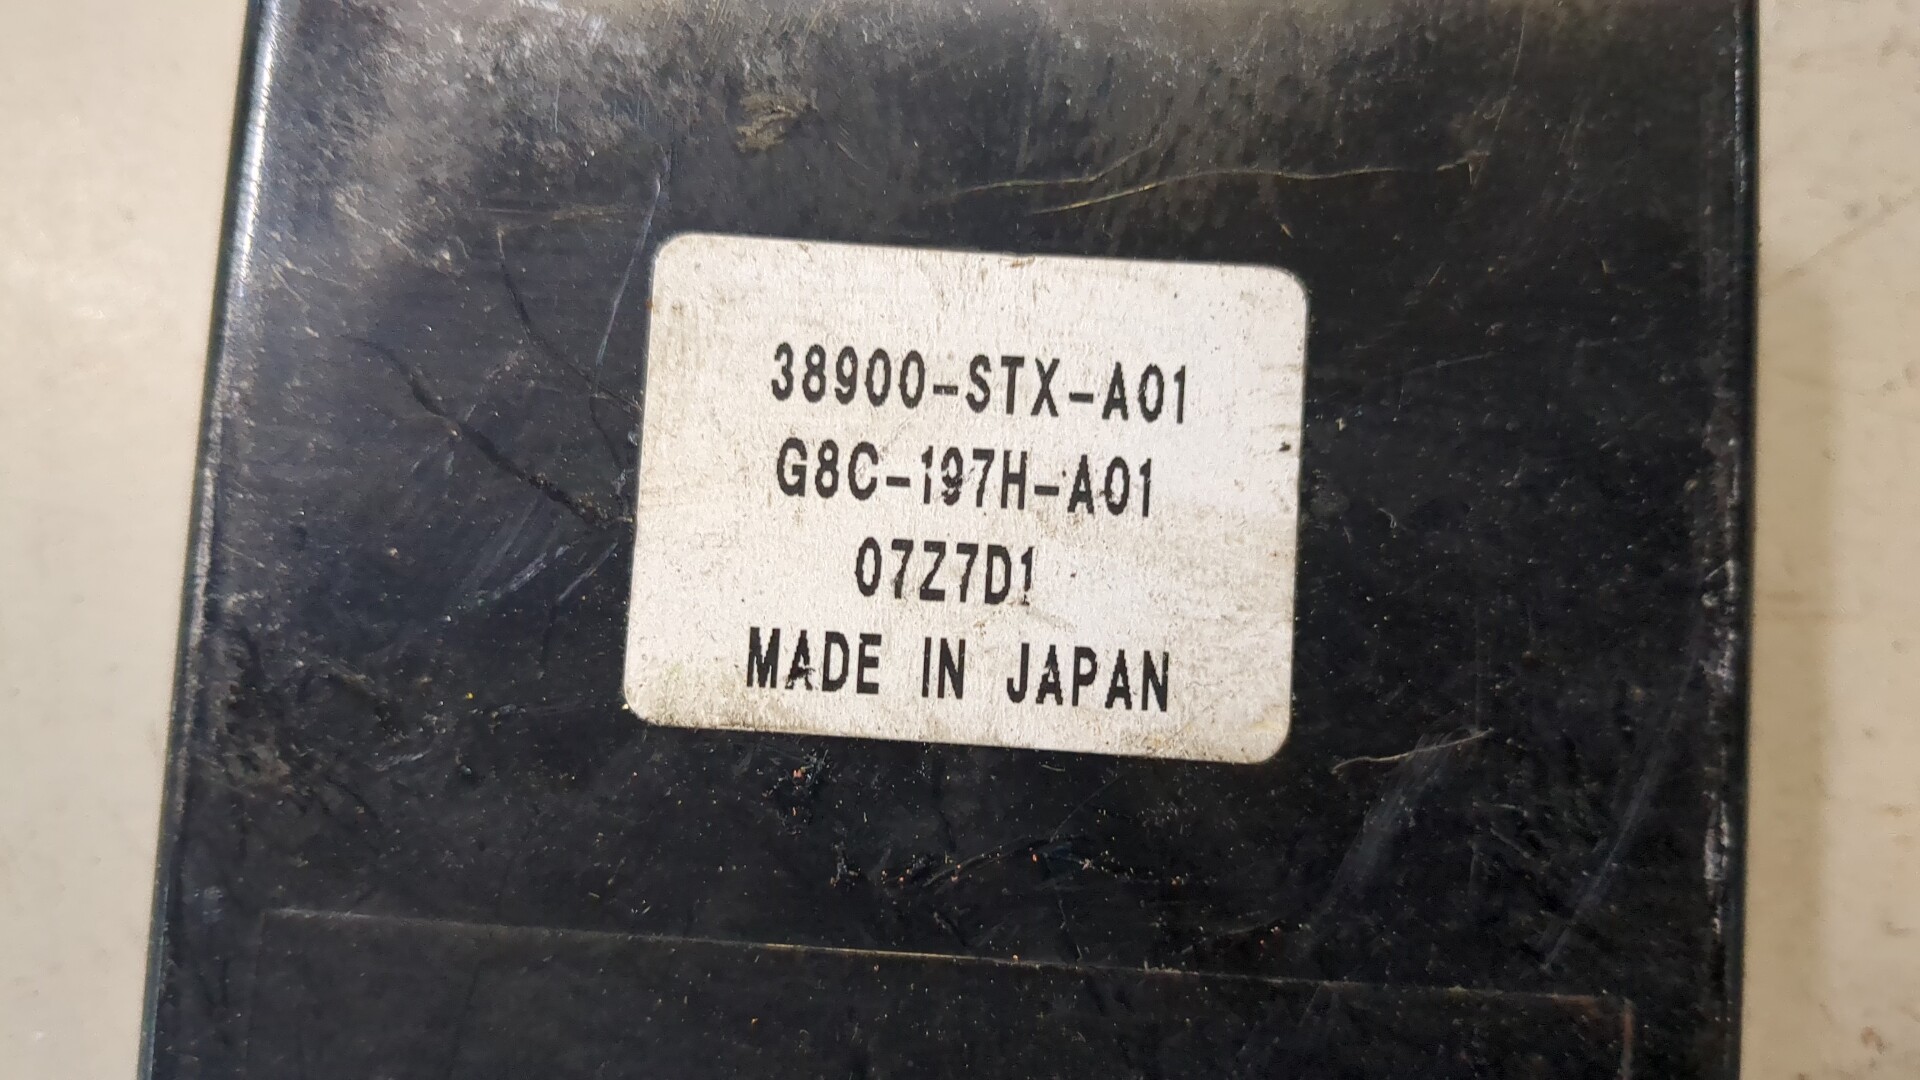 38900-STX-A01
G8C-197H-A01
07Z7D1
MADE IN JAPAN